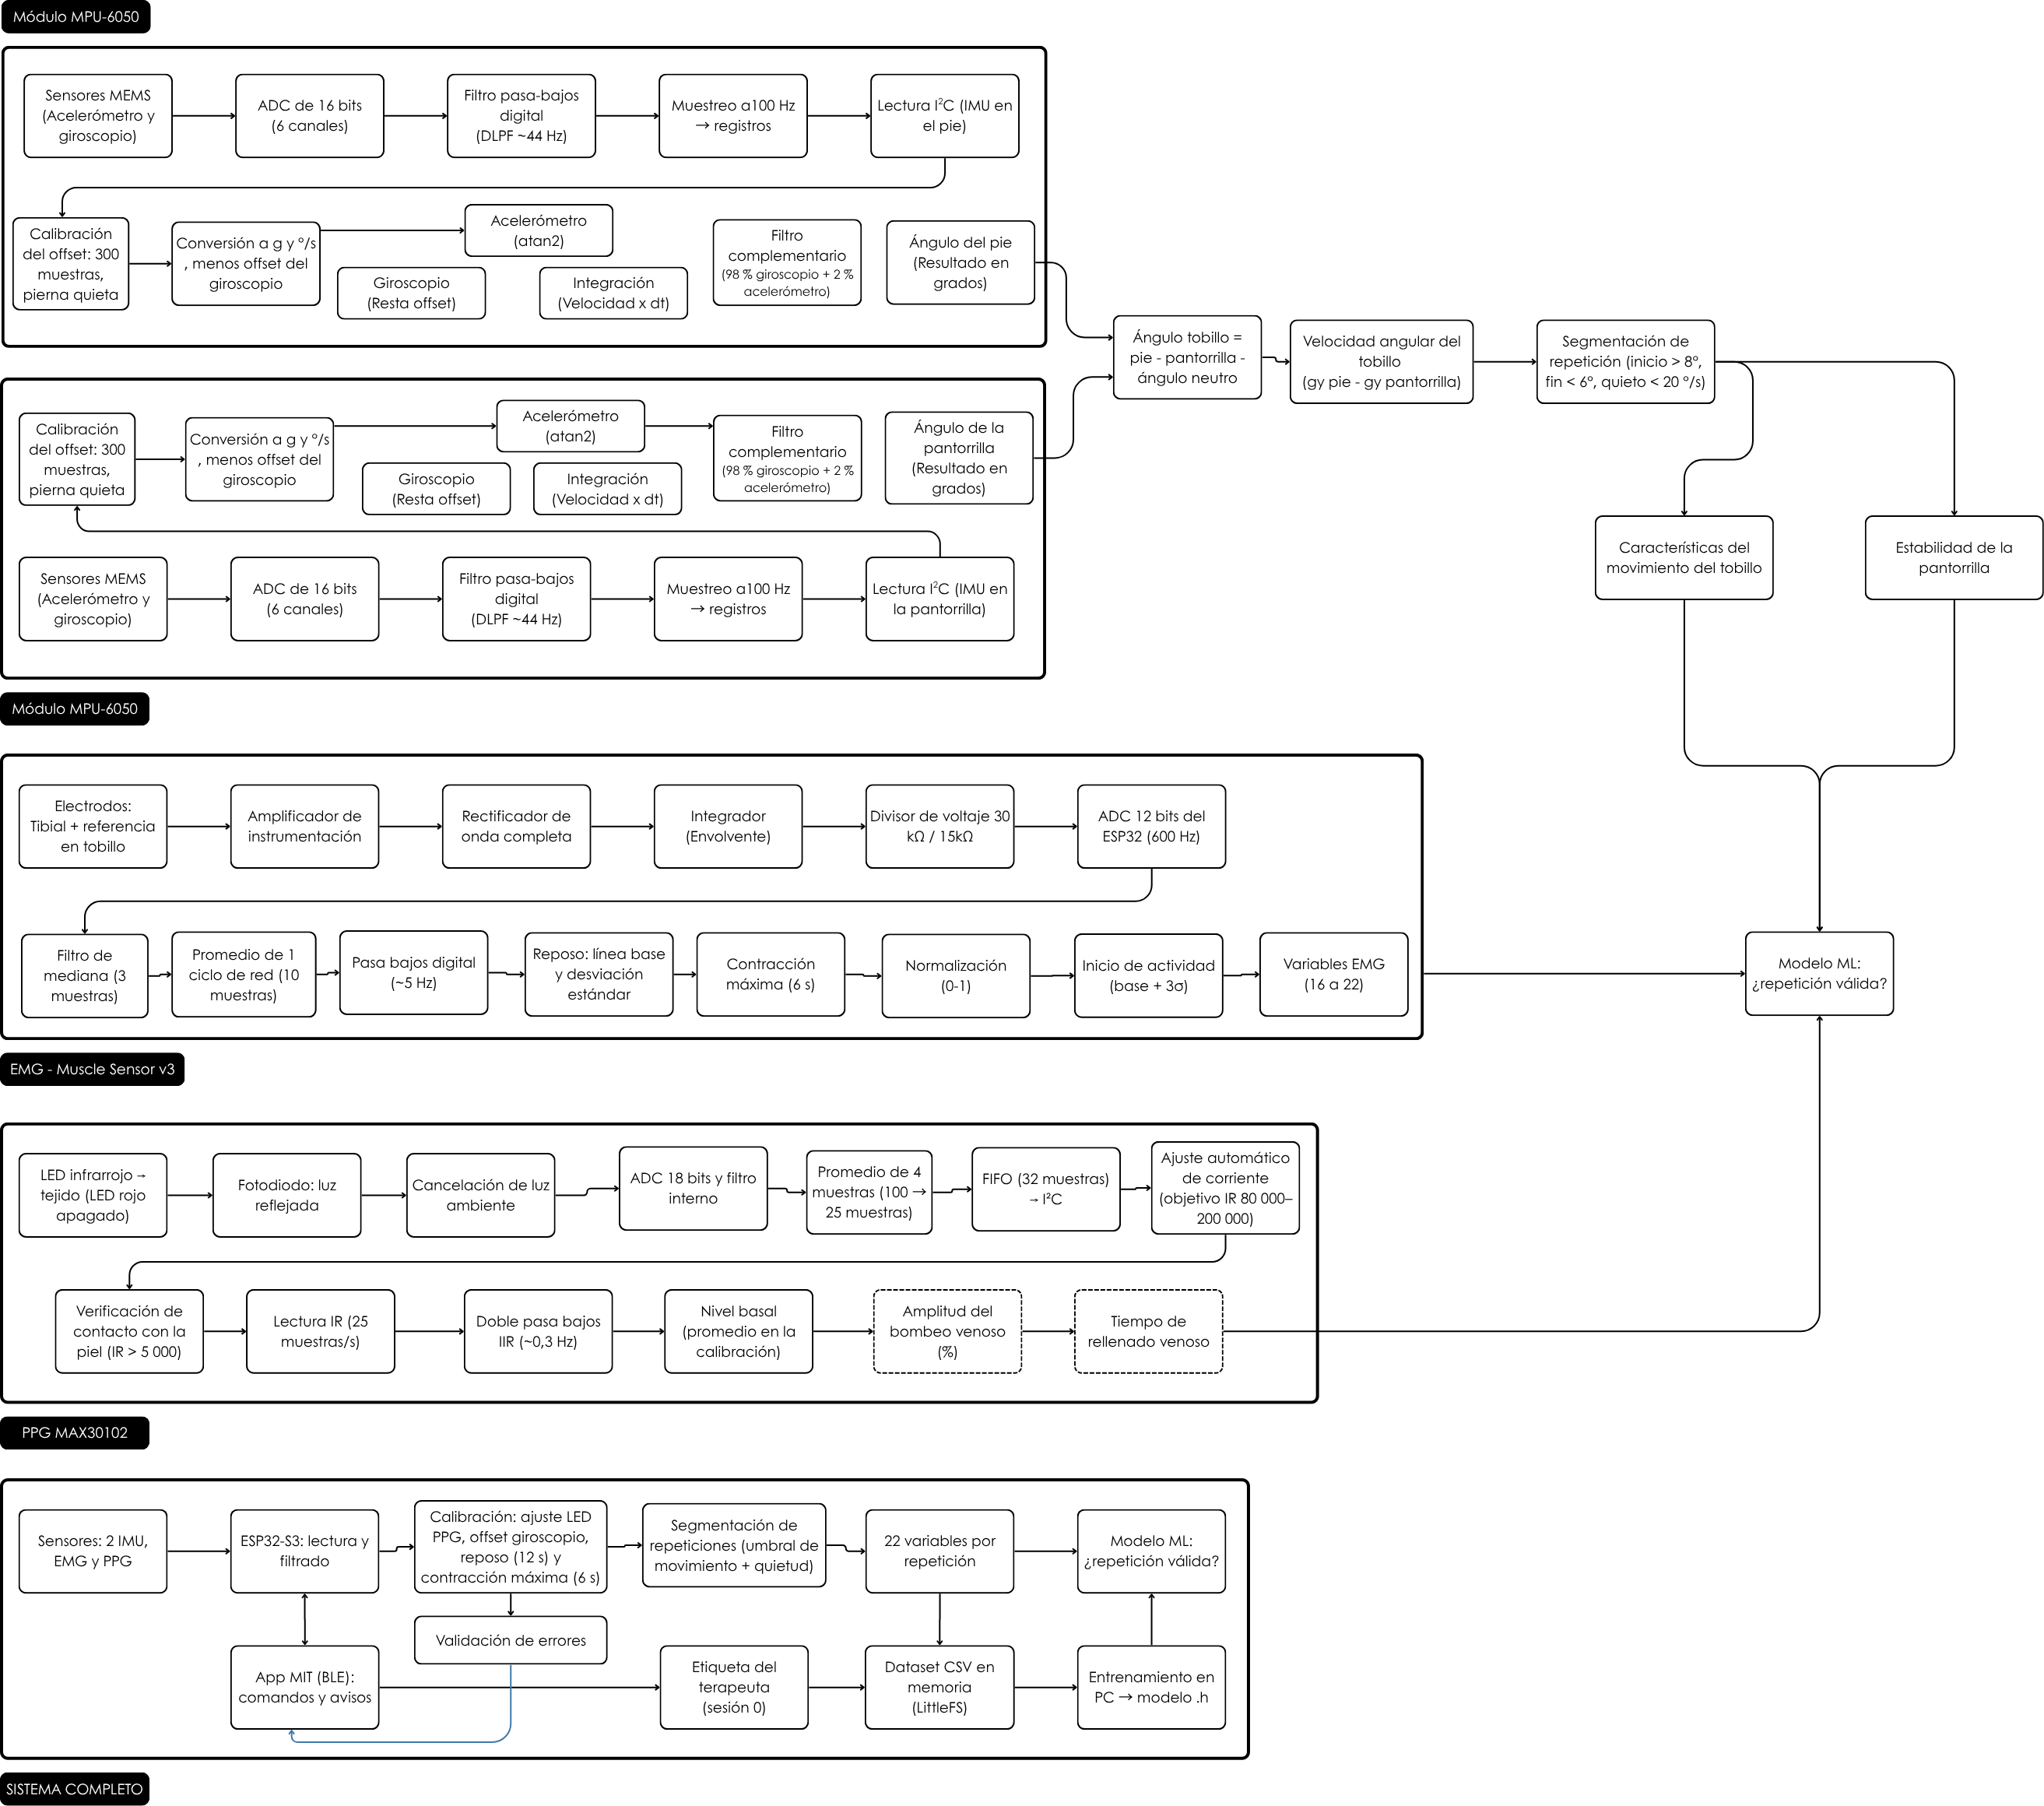 Módulo MPU-6050
Sensores MEMS
(Acelerómetro y
giroscopio)
ADC de 16 bits
(6 canales)
Filtro pasa-bajos
digital
(DLPF ~44 Hz)
Muestreo a100 Hz
→ registros
Lectura I²C (IMU en
el pie)
Calibración
del offset: 300
muestras,
pierna quieta
Conversión a g y °/s
, menos offset del
giroscopio
Acelerómetro
(atan2)
Giroscopio
(Resta offset)
Integración
(Velocidad x dt)
Filtro
complementario
(98 % giroscopio + 2 %
acelerómetro)
Ángulo del pie
(Resultado en
grados)
Ángulo tobillo =
pie - pantorrilla -
ángulo neutro
Velocidad angular del
tobillo
(gy pie - gy pantorrilla)
Segmentación de
repetición (inicio > 8°,
fin < 6°, quieto < 20 °/s)
Calibración
del offset: 300
muestras,
pierna quieta
Conversión a g y °/s
, menos offset del
giroscopio
Acelerómetro
(atan2)
Giroscopio
(Resta offset)
Integración
(Velocidad x dt)
Filtro
complementario
(98 % giroscopio + 2 %
acelerómetro)
Ángulo de la
pantorrilla
(Resultado en
grados)
Sensores MEMS
(Acelerómetro y
giroscopio)
ADC de 16 bits
(6 canales)
Filtro pasa-bajos
digital
(DLPF ~44 Hz)
Muestreo a100 Hz
→ registros
Lectura I²C (IMU en
la pantorrilla)
Características del
movimiento del tobillo
Estabilidad de la
pantorrilla
Módulo MPU-6050
Electrodos:
Tibial + referencia
en tobillo
Amplificador de
instrumentación
Rectificador de
onda completa
Integrador
(Envolvente)
Divisor de voltaje 30
kΩ / 15kΩ
ADC 12 bits del
ESP32 (600 Hz)
Filtro de
mediana (3
muestras)
Promedio de 1
ciclo de red (10
muestras)
Pasa bajos digital
(~5 Hz)
Reposo: línea base
y desviación
estándar
Contracción
máxima (6 s)
Normalización
(0-1)
Inicio de actividad
(base + 3σ)
Variables EMG
(16 a 22)
Modelo ML:
¿repetición válida?
EMG - Muscle Sensor v3
LED infrarrojo →
tejido (LED rojo
apagado)
Fotodiodo: luz
reflejada
Cancelación de luz
ambiente
ADC 18 bits y filtro
interno
Promedio de 4
muestras (100 →
25 muestras)
FIFO (32 muestras)
→ I²C
Ajuste automático
de corriente
(objetivo IR 80 000–
200 000)
Verificación de
contacto con la
piel (IR > 5 000)
Lectura IR (25
muestras/s)
Doble pasa bajos
IIR (~0,3 Hz)
Nivel basal
(promedio en la
calibración)
Amplitud del
bombeo venoso
(%)
Tiempo de
rellenado venoso
PPG MAX30102
Sensores: 2 IMU,
EMG y PPG
ESP32-S3: lectura y
filtrado
Calibración: ajuste LED
PPG, offset giroscopio,
reposo (12 s) y
contracción máxima (6 s)
Segmentación de
repeticiones (umbral de
movimiento + quietud)
22 variables por
repetición
Modelo ML:
¿repetición válida?
Validación de errores
App MIT (BLE):
comandos y avisos
Etiqueta del
terapeuta
(sesión 0)
Dataset CSV en
memoria
(LittleFS)
Entrenamiento en
PC → modelo .h
SISTEMA COMPLETO